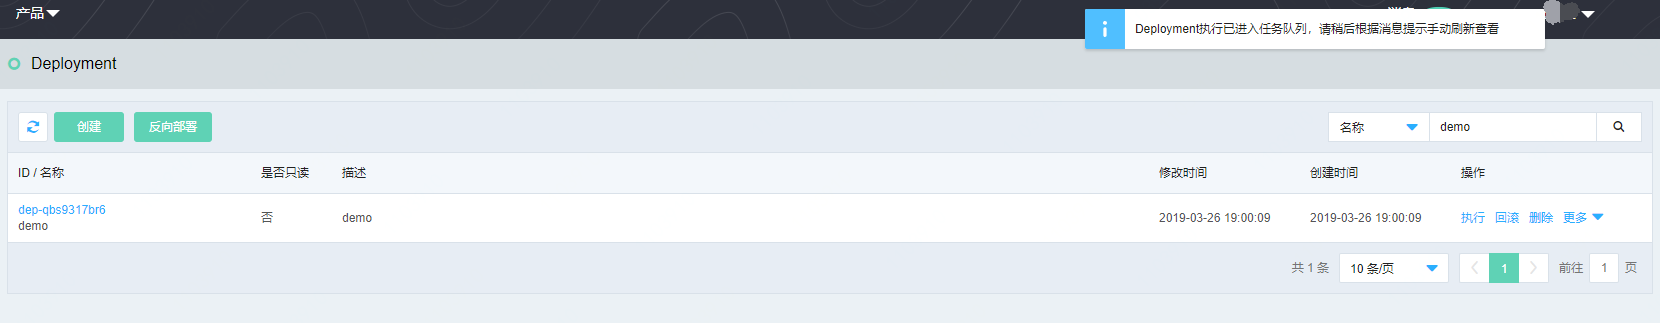 产品
Deployment执行已进入任务队列，请稍后根据消息提示手动刷新查看
Deployment
创建 反向部署 名称 demo
ID / 名称 是否只读 描述 修改时间 创建时间 操作
dep-qbs9317br6
demo 否 demo 2019-03-26 19:00:09 2019-03-26 19:00:09 执行 回滚 删除 更多
共 1 条 10 条/页 1 前往 1 页